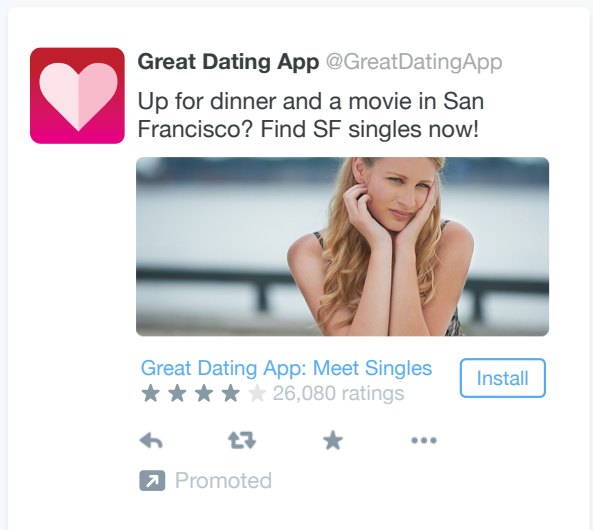 Great Dating App @GreatDatingApp
Up for dinner and a movie in San
Francisco? Find SF singles now!
Great Dating App: Meet Singles
Install
26,080 ratings
Promoted